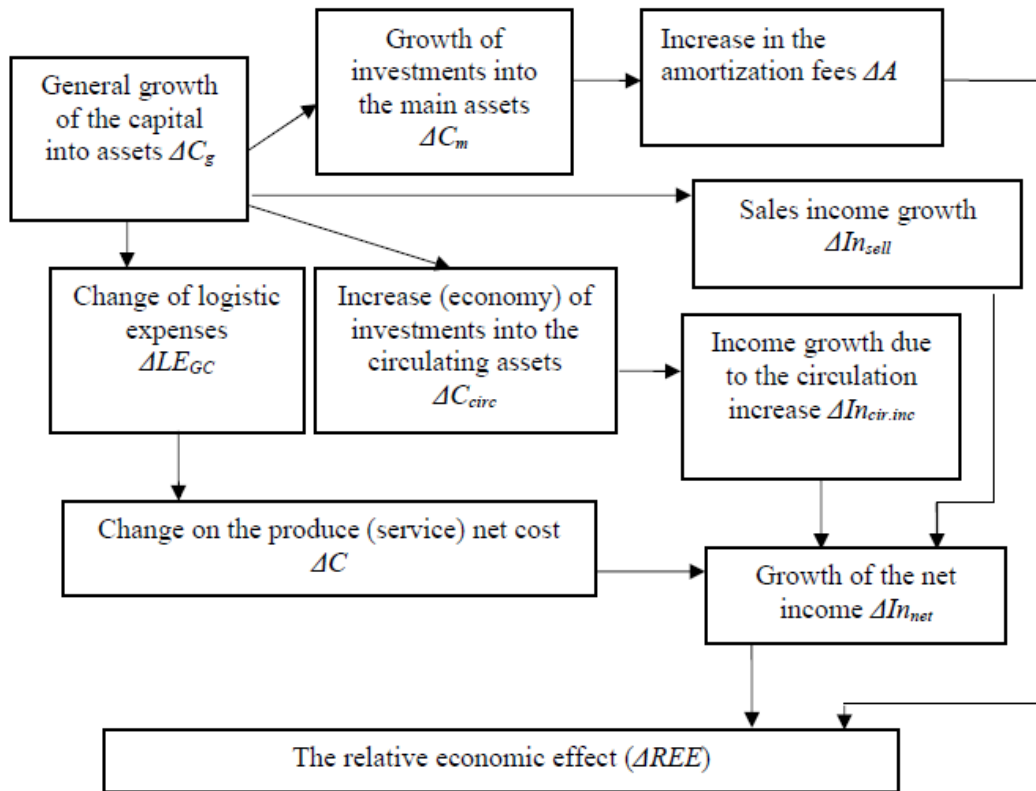 General growth
of the capital
into assets ΔCg
Growth of
investments into
the main assets
ΔCm
Increase in the
amortization fees ΔA
Sales income growth
ΔInsell
Change of logistic
expenses
ΔLEGC
Increase (economy) of
investments into the
circulating assets
ΔCcirc
Income growth due
to the circulation
increase ΔIncir.inc
Change on the produce (service) net cost
ΔC
Growth of the net
income ΔInnet
The relative economic effect (ΔREE)